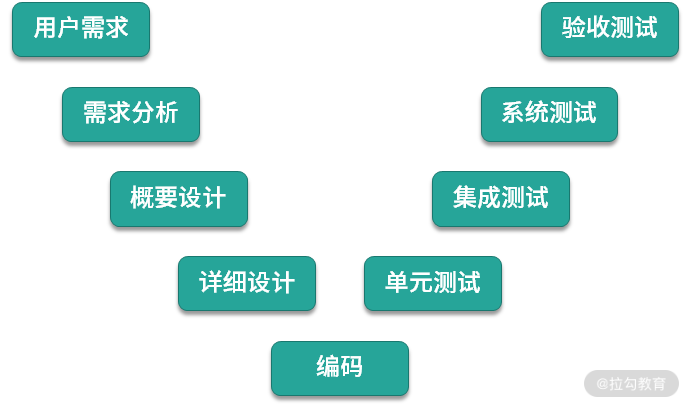 用户需求
验收测试
需求分析
系统测试
概要设计
集成测试
详细设计
单元测试
编码
@拉勾教育